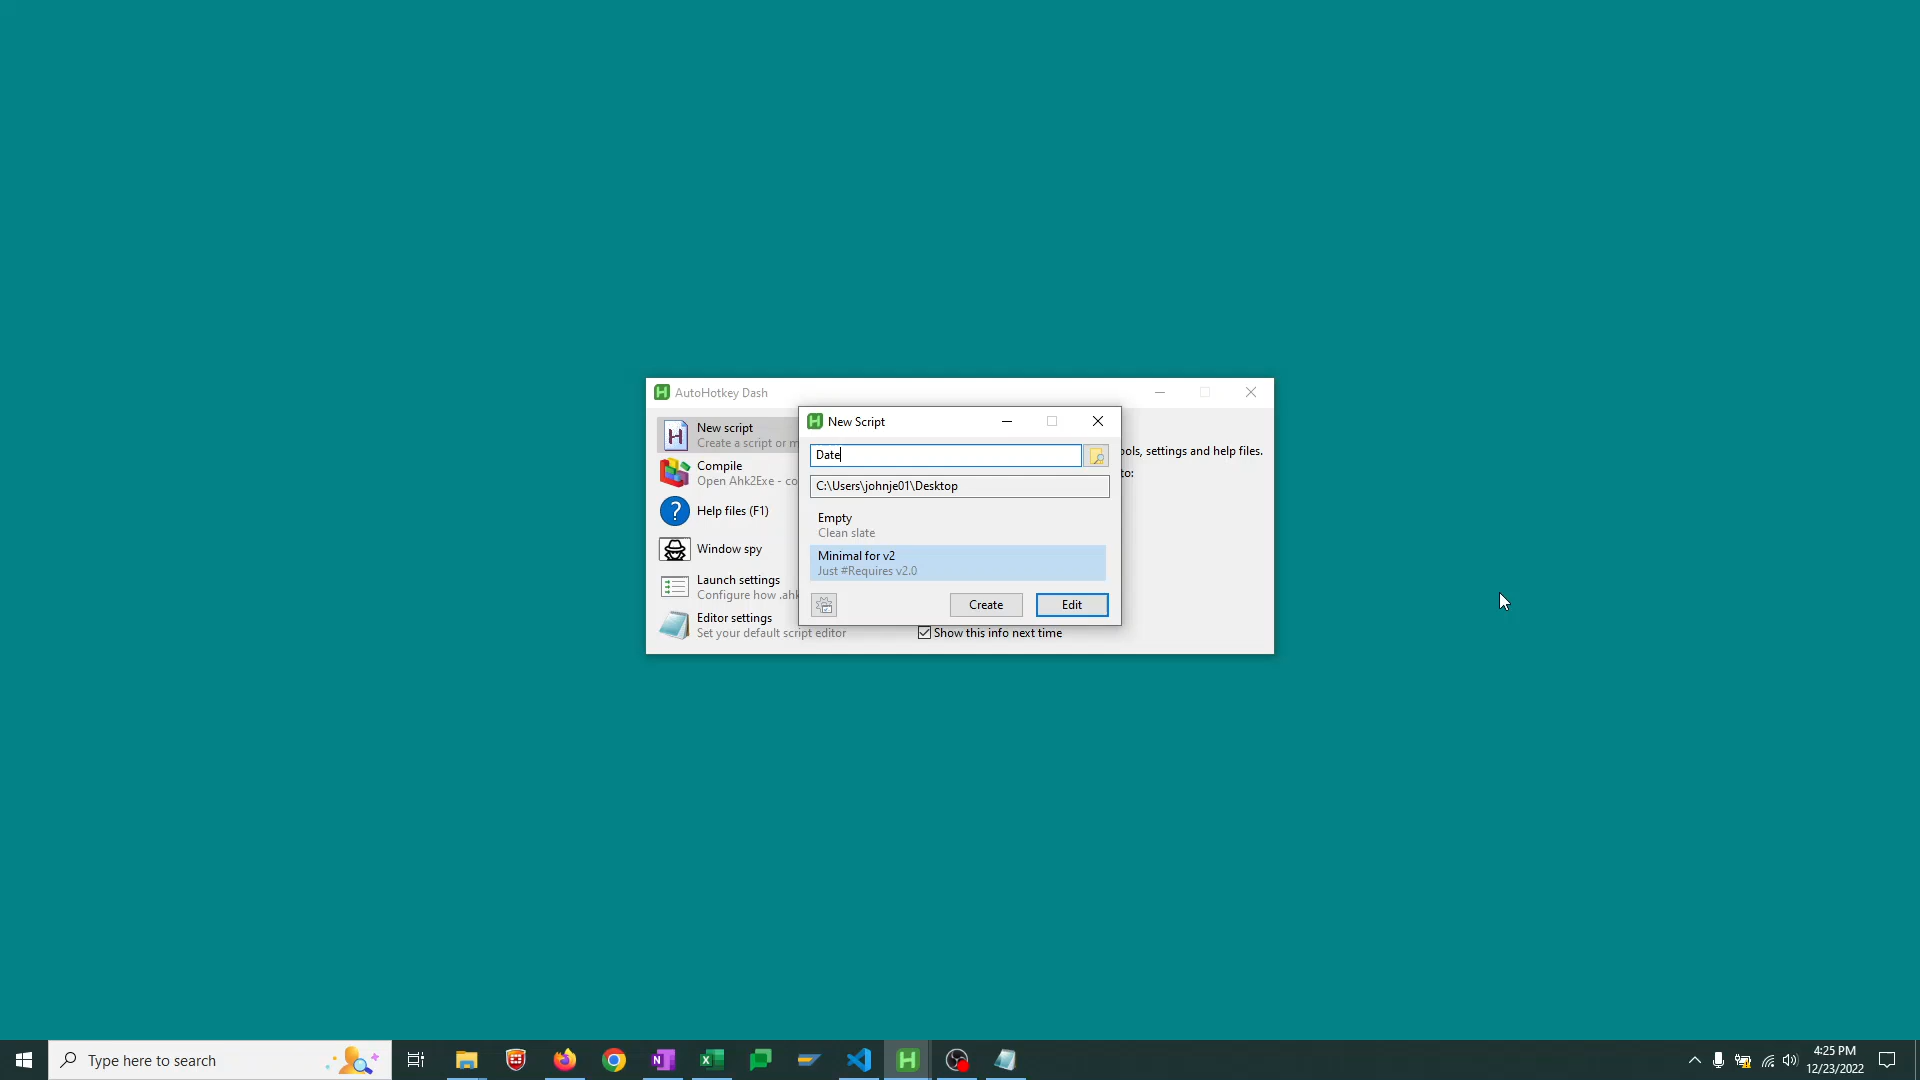 AutoHotkey Dash
New script
Create a script or m
Compile
Open Ahk2Exe - co
Help files (F1)
Window spy
Launch settings
Configure how .ahk
Editor settings
Set your default script editor
ools, settings and help files.
to:
Show this info next time
New Script
Date
C:\Users\johnje01\Desktop
Empty
Clean slate
Minimal for v2
Just #Requires v2.0
Create
Edit
Type here to search
4:25 PM
12/23/2022